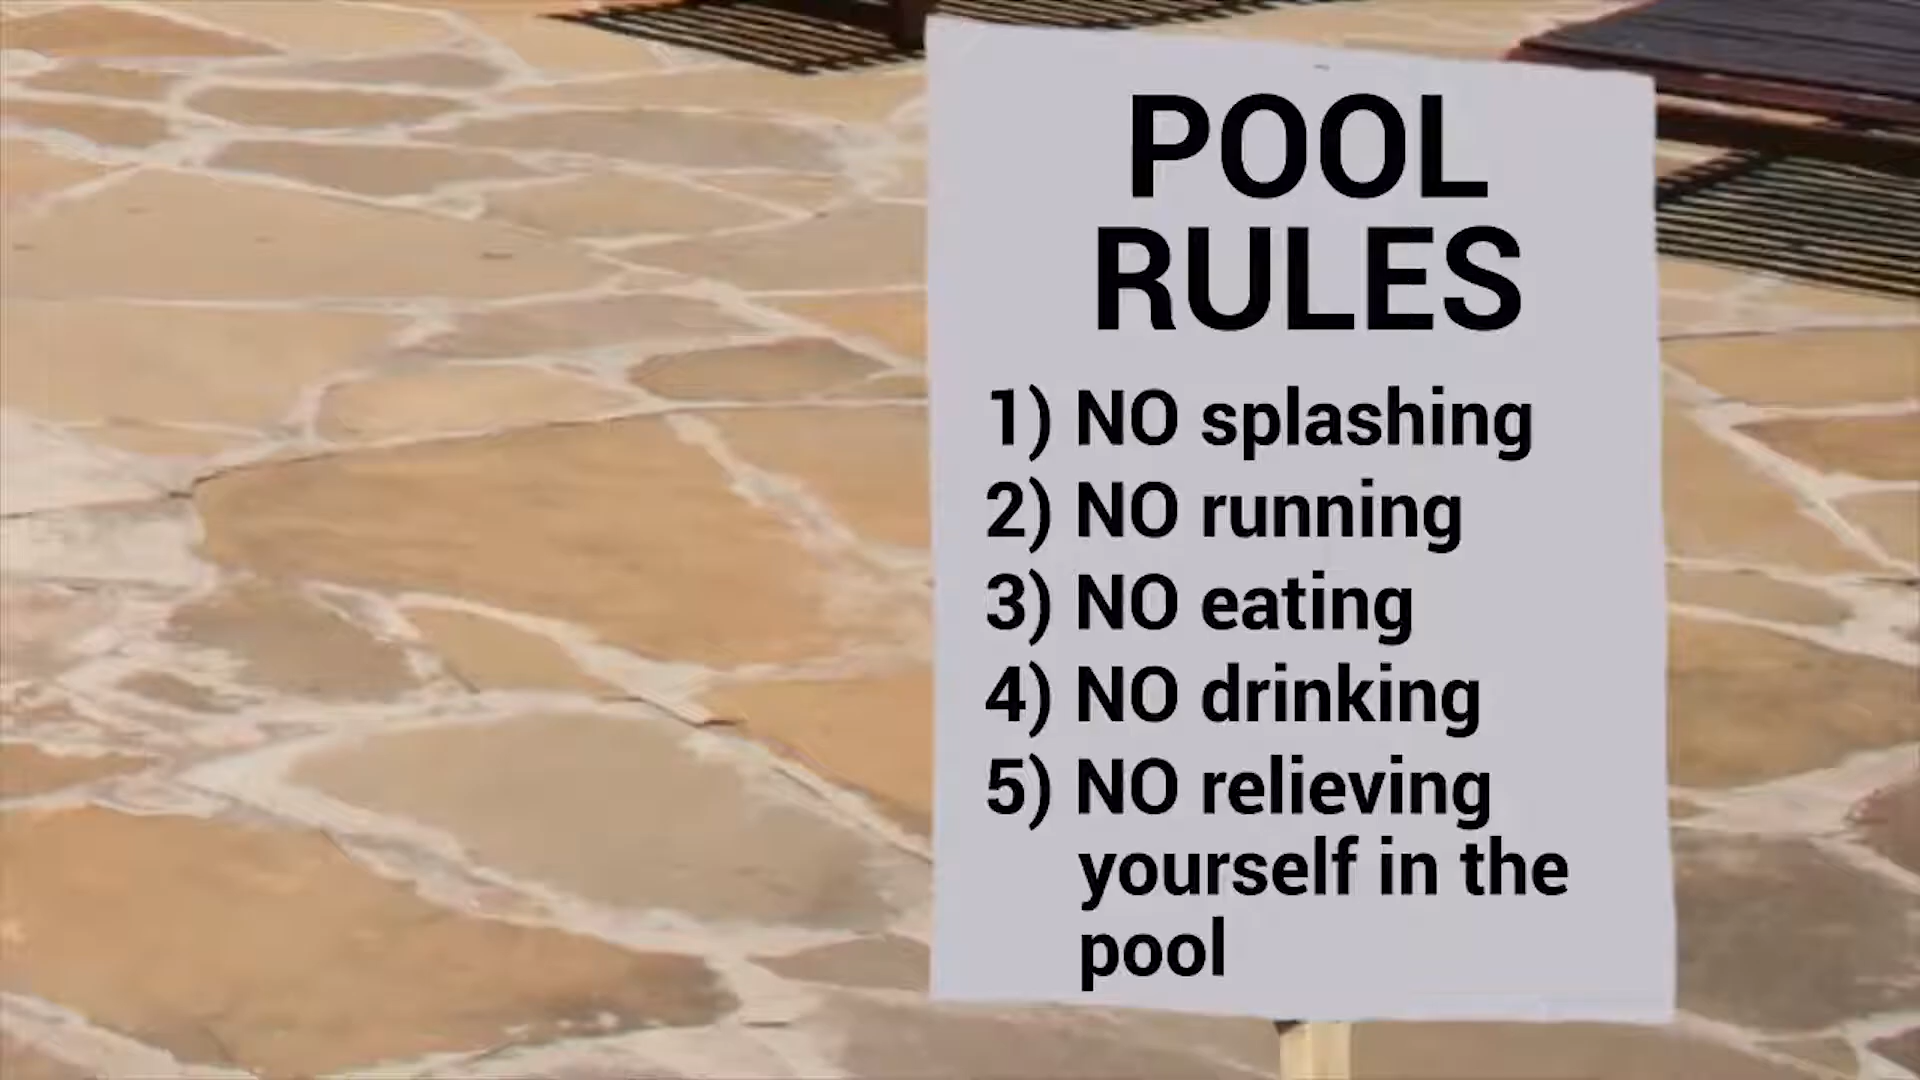 POOL
RULES
1) NO splashing
2) NO running
3) NO eating
4) NO drinking
5) NO relieving
yourself in the
pool